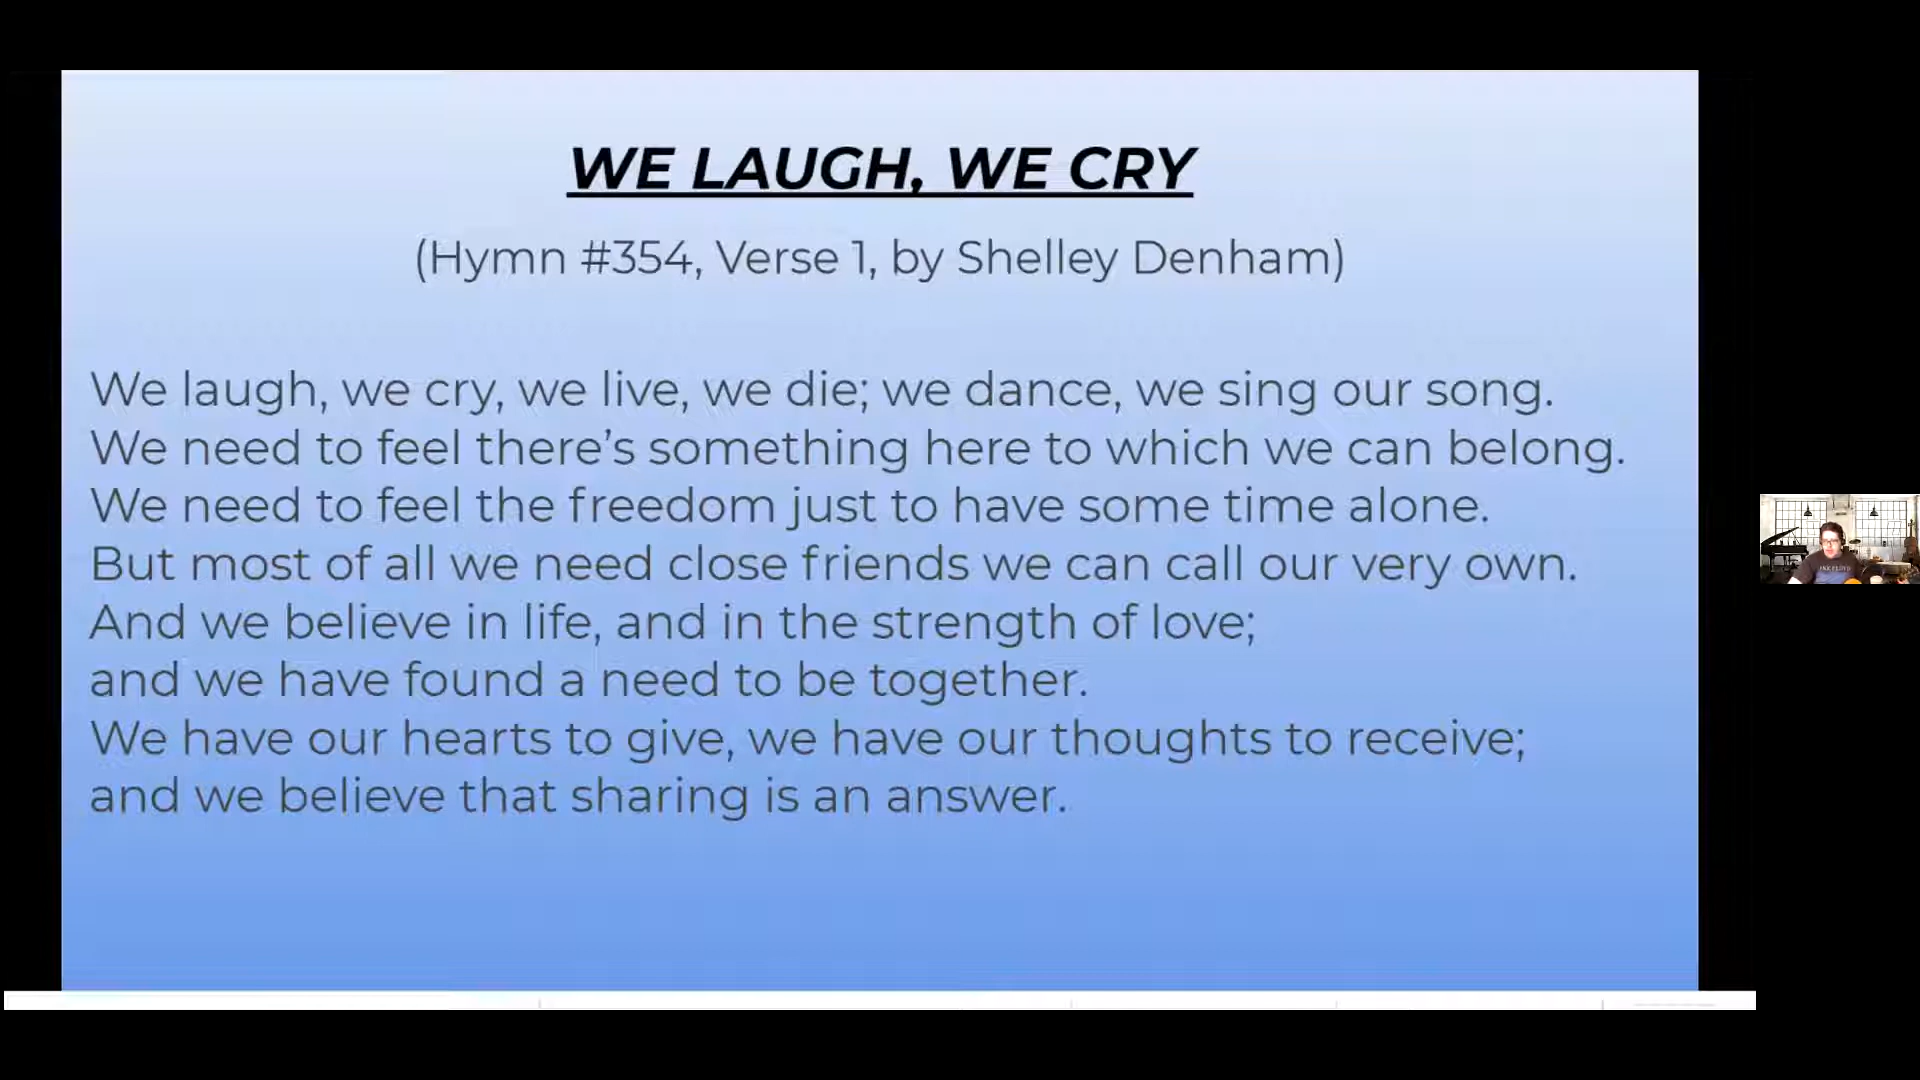 WE LAUGH, WE CRY
(Hymn #354, Verse 1, by Shelley Denham)
We laugh, we cry, we live, we die; we dance, we sing our song.
We need to feel there’s something here to which we can belong.
We need to feel the freedom just to have some time alone.
But most of all we need close friends we can call our very own.
And we believe in life, and in the strength of love;
and we have found a need to be together.
We have our hearts to give, we have our thoughts to receive;
and we believe that sharing is an answer.